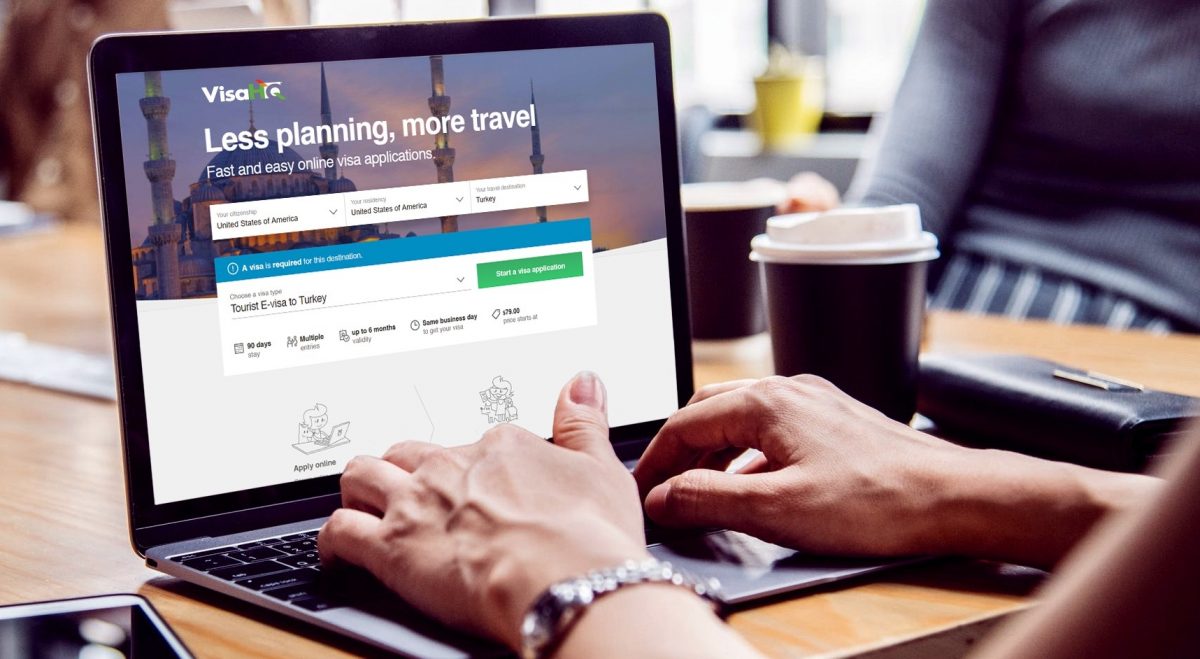 VisaHQ
Less planning, more travel
Fast and easy online visa applications.
Your citizenship
United States of America
Your residency
United States of America
Your travel destination
Turkey
A visa is required for this destination.
Choose a visa type
Tourist E-visa to Turkey
Start a visa application
90 days
stay
Multiple
entries
up to 6 months
validity
Same business day
to get your visa
$79.00
price starts at
Apply online